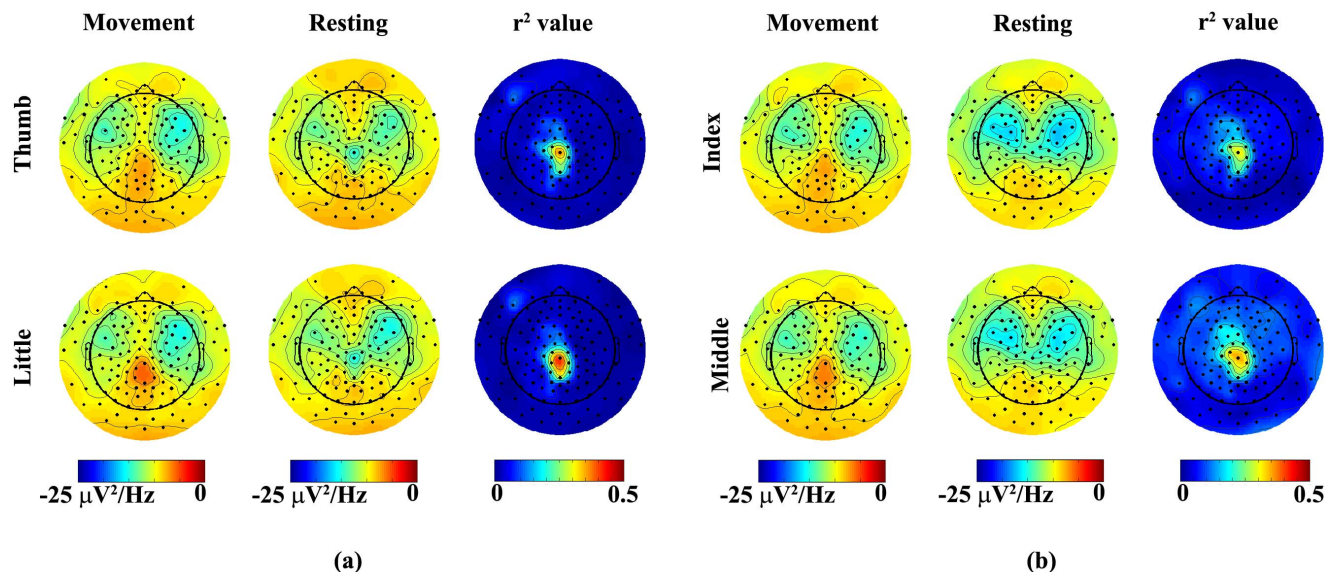 Movement Resting r² value Movement Resting r² value
Thumb Index
Little Middle
-25 μV²/Hz 0 -25 μV²/Hz 0 0 0.5 -25 μV²/Hz 0 -25 μV²/Hz 0 0 0.5
(a) (b)